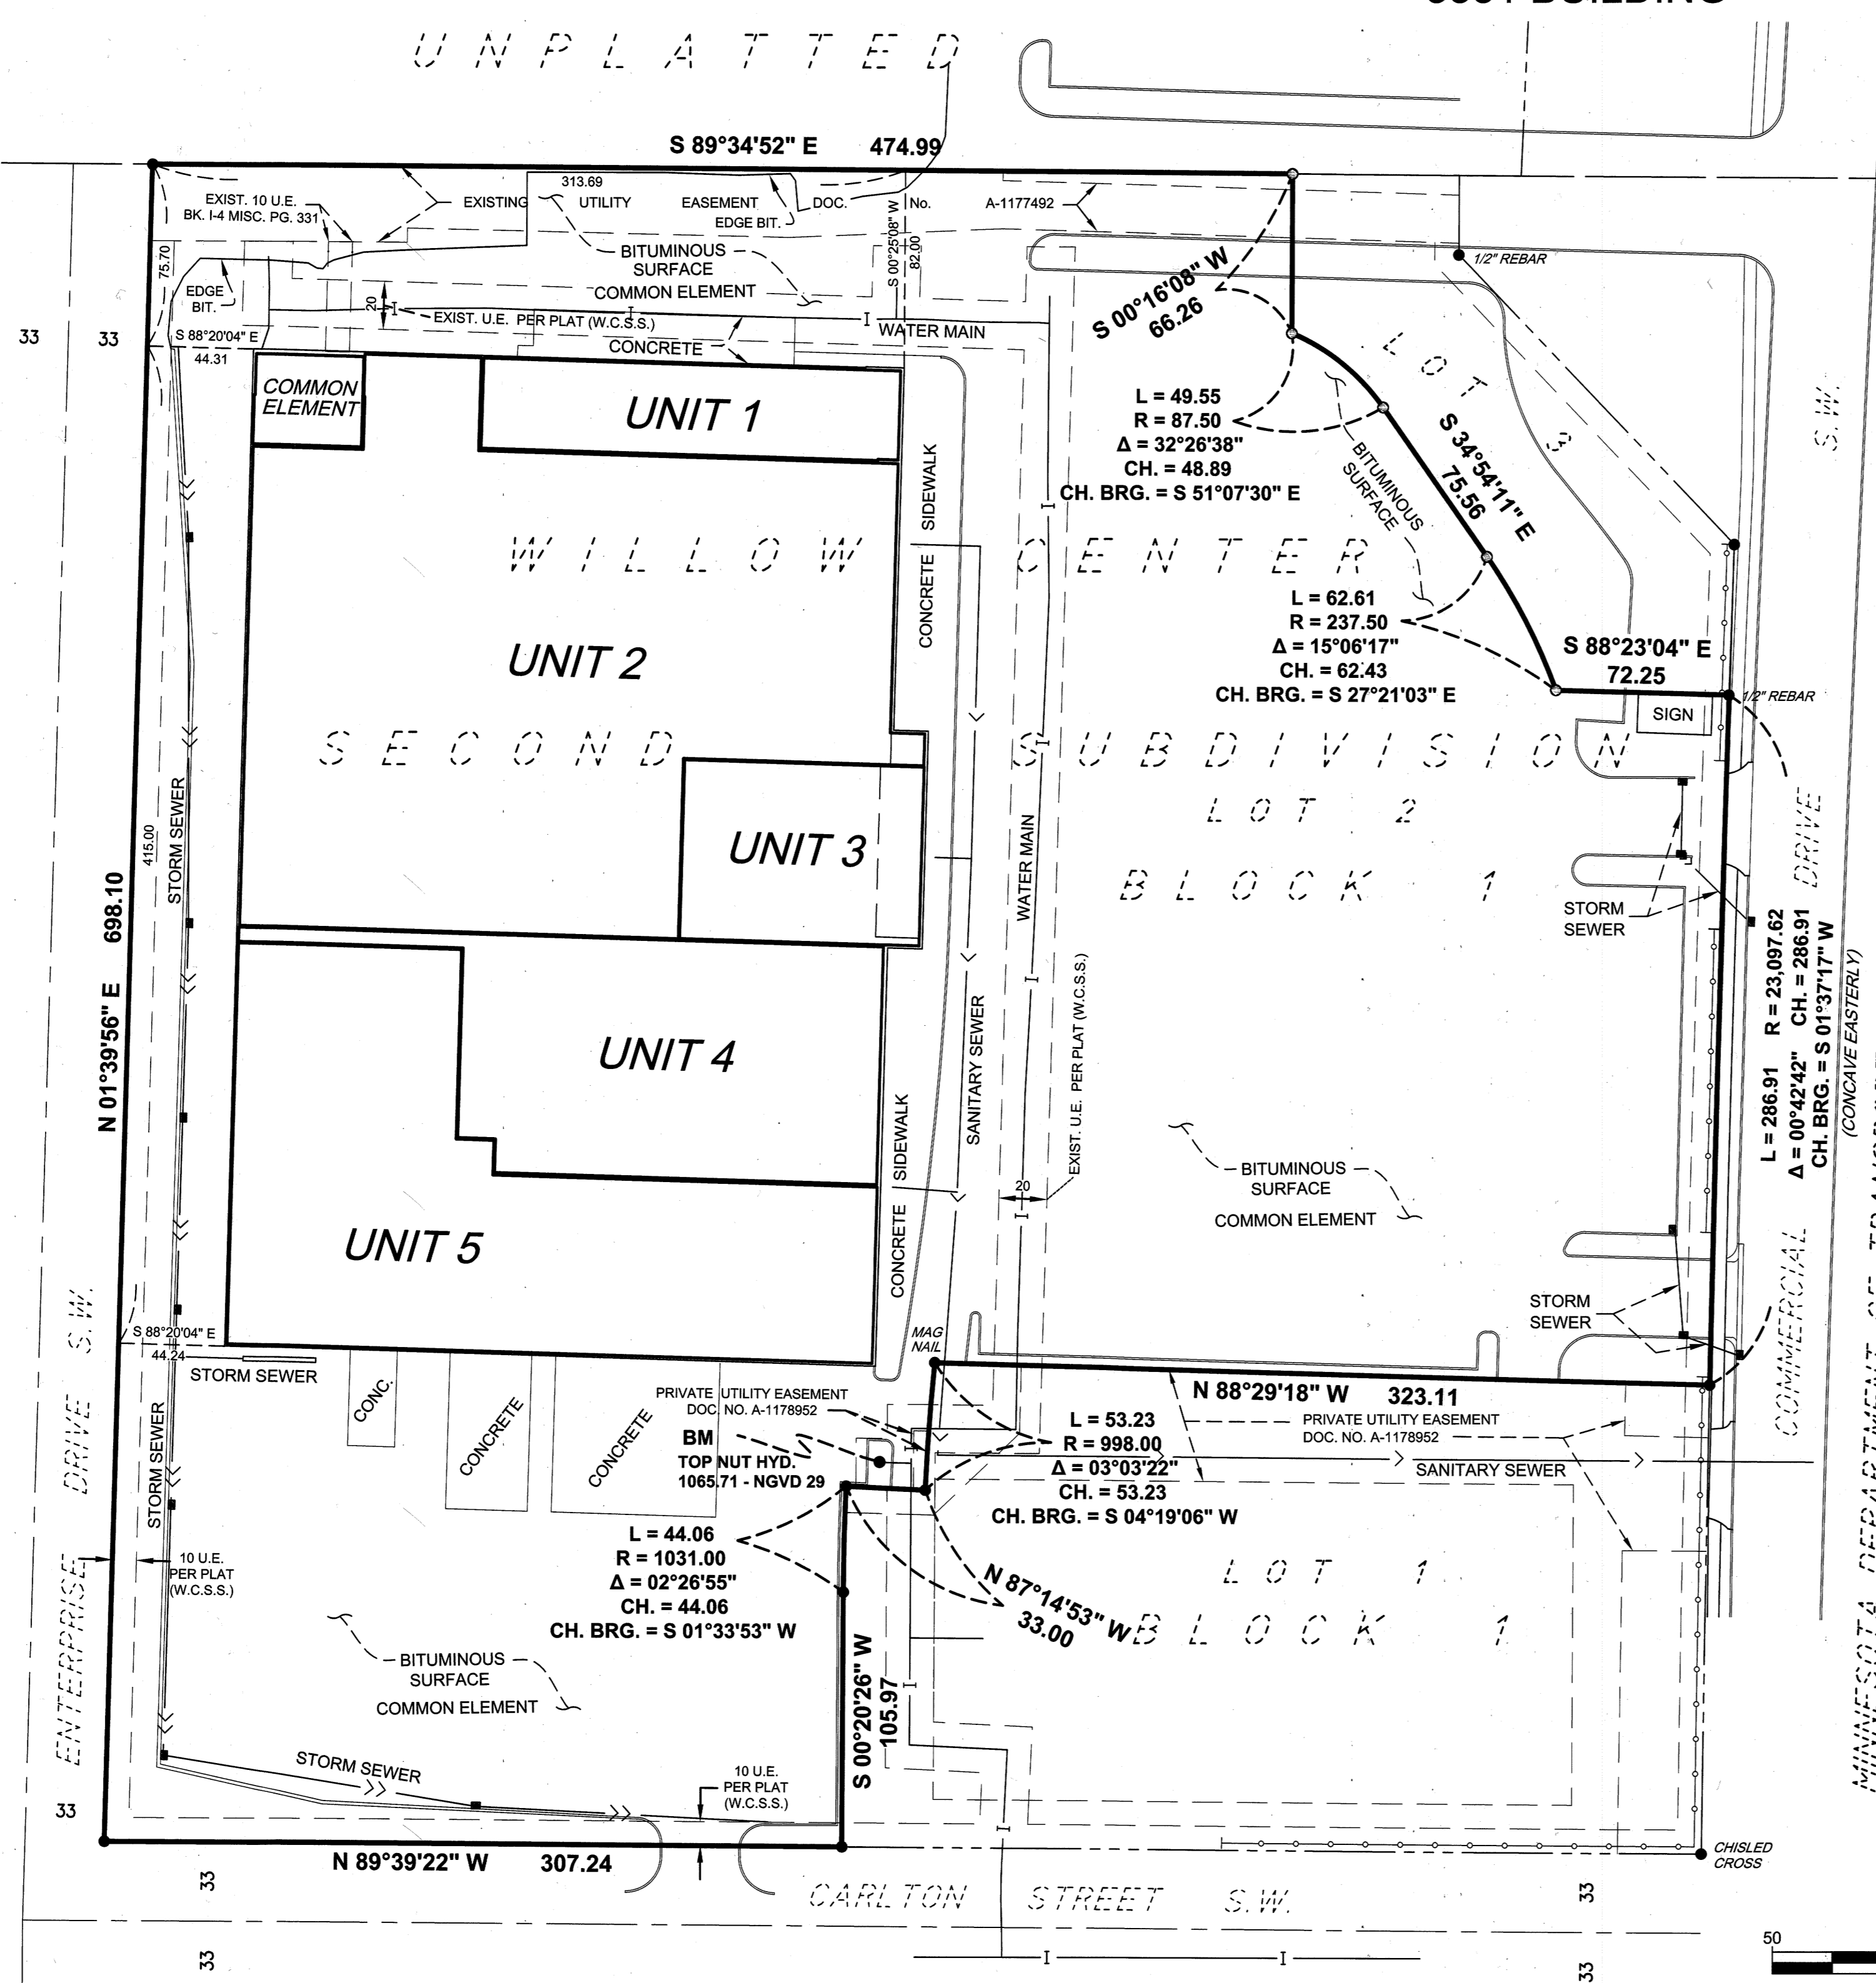 UNPLATTED
S 89°34'52" E 474.99
EXIST. 10 U.E.
BK. I-4 MISC. PG. 331
EXISTING UTILITY EASEMENT DOC. No. A-1177492
313.69
EDGE BIT.
BITUMINOUS
SURFACE
COMMON ELEMENT
S 00°25'08" W
82.00
75.70
EDGE
BIT.
20
EXIST. U.E. PER PLAT (W.C.S.S.)
WATER MAIN
CONCRETE
33
33
S 88°20'04" E
44.31
1/2" REBAR
S 00°16'08" W
66.26
LOT 3
S.W.
COMMON
ELEMENT
UNIT 1
L = 49.55
R = 87.50
Δ = 32°26'38"
CH. = 48.89
CH. BRG. = S 51°07'30" E
BITUMINOUS
SURFACE
S 34°54'11" E
75.56
CONCRETE SIDEWALK
WILLOW CENTER
SECOND SUBDIVISION
LOT 2
BLOCK 1
UNIT 2
UNIT 3
L = 62.61
R = 237.50
Δ = 15°06'17"
CH. = 62.43
CH. BRG. = S 27°21'03" E
S 88°23'04" E
72.25
1/2" REBAR
SIGN
STORM SEWER
415.00
N 01°39'56" E 698.10
WATER MAIN
STORM
SEWER
COMMERCIAL DRIVE
L = 286.91 R = 23,097.62
Δ = 00°42'42" CH. = 286.91
CH. BRG. = S 01°37'17" W
(CONCAVE EASTERLY)
MINNESOTA DEPARTMENT OF
UNIT 4
SANITARY SEWER
EXIST. U.E. PER PLAT (W.C.S.S.)
CONCRETE SIDEWALK
20
BITUMINOUS
SURFACE
COMMON ELEMENT
UNIT 5
STORM
SEWER
ENTERPRISE DRIVE S.W.
S 88°20'04" E
44.24
STORM SEWER
MAG
NAIL
N 88°29'18" W 323.11
CONC.
CONCRETE
CONCRETE
PRIVATE UTILITY EASEMENT
DOC. NO. A-1178952
PRIVATE UTILITY EASEMENT
DOC. NO. A-1178952
BM
TOP NUT HYD.
1065.71 - NGVD 29
L = 53.23
R = 998.00
Δ = 03°03'22"
CH. = 53.23
CH. BRG. = S 04°19'06" W
SANITARY SEWER
STORM SEWER
L = 44.06
R = 1031.00
Δ = 02°26'55"
CH. = 44.06
CH. BRG. = S 01°33'53" W
N 87°14'53" W
33.00
LOT 1
BLOCK 1
10 U.E.
PER PLAT
(W.C.S.S.)
BITUMINOUS
SURFACE
COMMON ELEMENT
S 00°20'26" W
105.97
STORM SEWER
10 U.E.
PER PLAT
(W.C.S.S.)
33
N 89°39'22" W 307.24
CHISLED
CROSS
33
CARLTON STREET S.W.
33
33
33
50